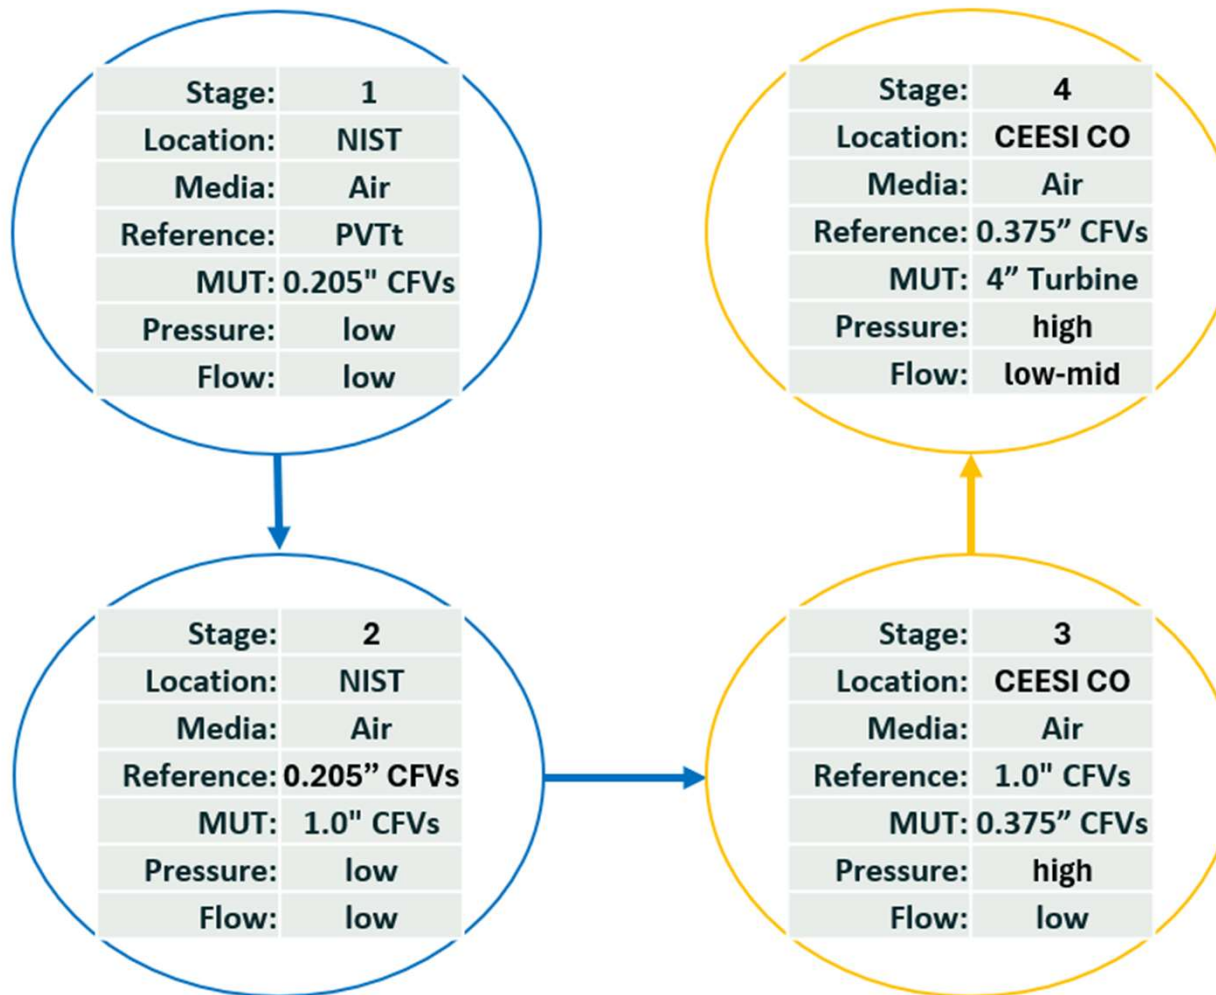 Stage: 1
Location: NIST
Media: Air
Reference: PVTt
MUT: 0.205" CFVs
Pressure: low
Flow: low
Stage: 2
Location: NIST
Media: Air
Reference: 0.205” CFVs
MUT: 1.0" CFVs
Pressure: low
Flow: low
Stage: 3
Location: CEESI CO
Media: Air
Reference: 1.0" CFVs
MUT: 0.375” CFVs
Pressure: high
Flow: low
Stage: 4
Location: CEESI CO
Media: Air
Reference: 0.375” CFVs
MUT: 4” Turbine
Pressure: high
Flow: low-mid